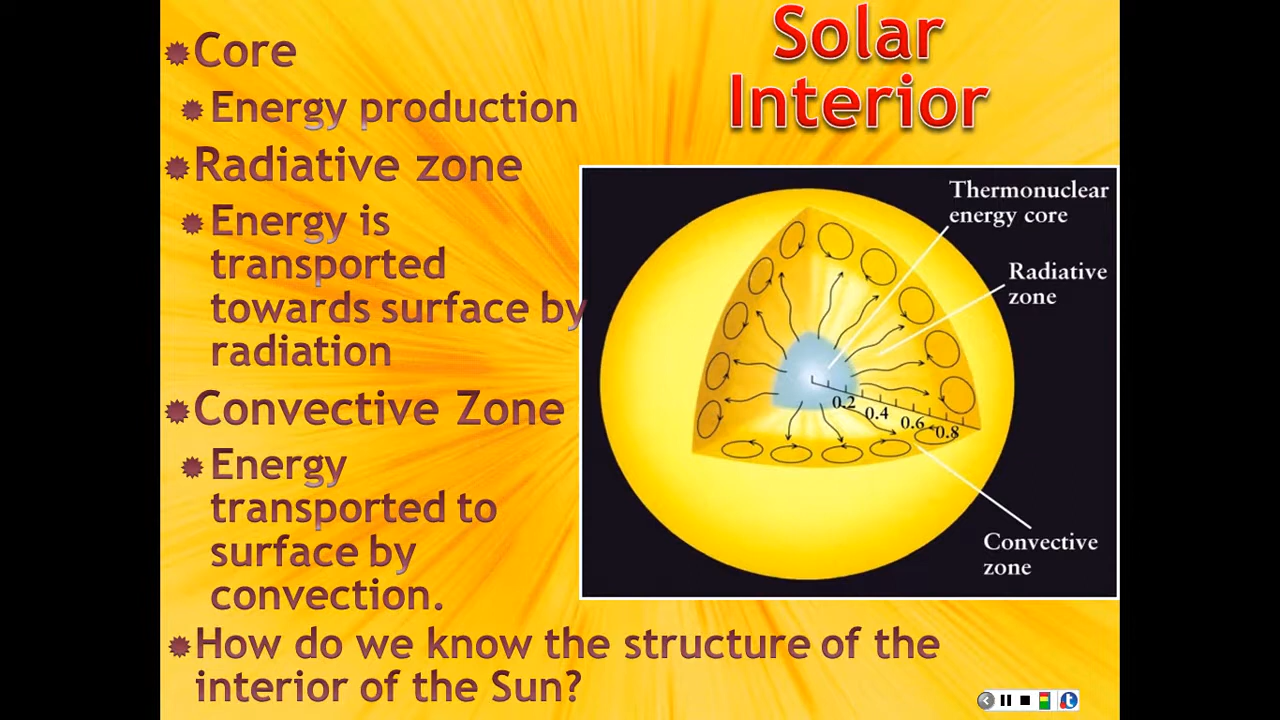 Solar
Interior
Core
Energy production
Radiative zone
Energy is
transported
towards surface by
radiation
Convective Zone
Energy
transported to
surface by
convection.
How do we know the structure of the
interior of the Sun?
Thermonuclear
energy core
Radiative
zone
0.2
0.4
0.6
0.8
Convective
zone